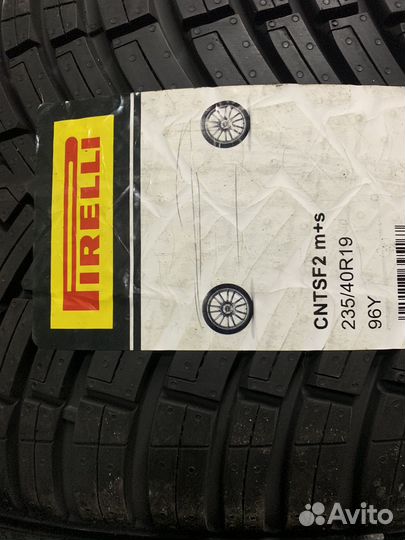 PIRELLI
CNTSF2 m+s
235/40R19
96Y
Avito